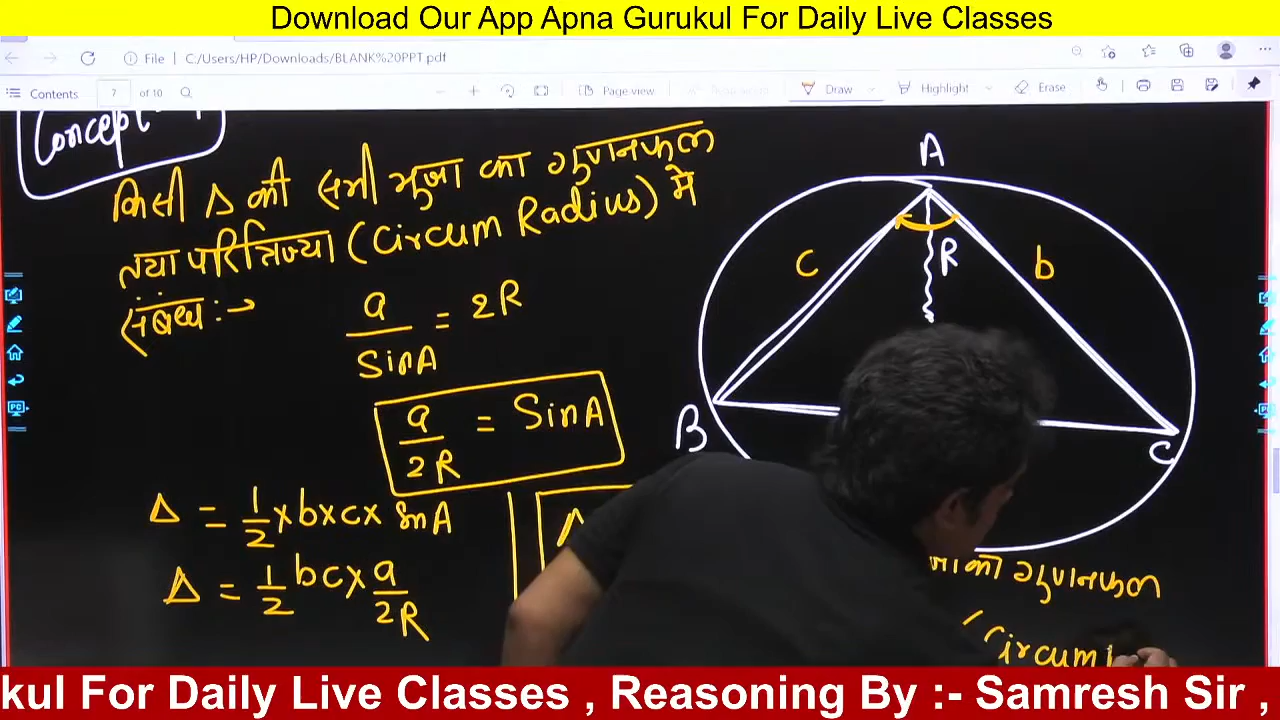 Download Our App Apna Gurukul For Daily Live Classes
File C:/Users/HP/Downloads/BLANK%20PPT.pdf
Contents 7 of 10 Page view Draw Highlight Erase
Concept
किसी Δ की सभी भुजा का गुणनफल
तथा परित्रिज्या (Circum Radius) में
संबंध :→
a/SinA = 2R
a/2R = SinA
Δ = 1/2 × b × c × SinA
Δ = 1/2 bc × a/2R
A
c
R
b
B
C
गुणनफल
(Circum
kul For Daily Live Classes , Reasoning By :- Samresh Sir ,